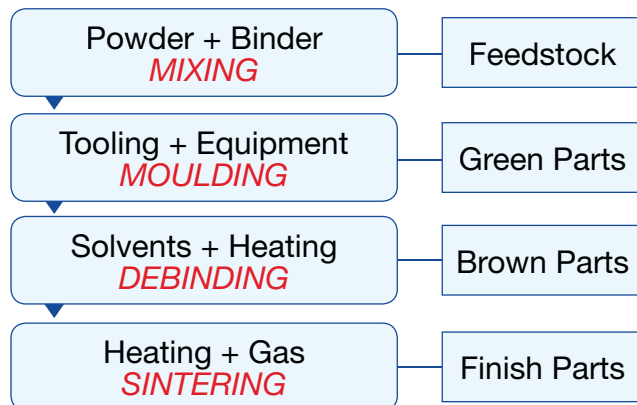 Powder + Binder
MIXING
Feedstock
Tooling + Equipment
MOULDING
Green Parts
Solvents + Heating
DEBINDING
Brown Parts
Heating + Gas
SINTERING
Finish Parts